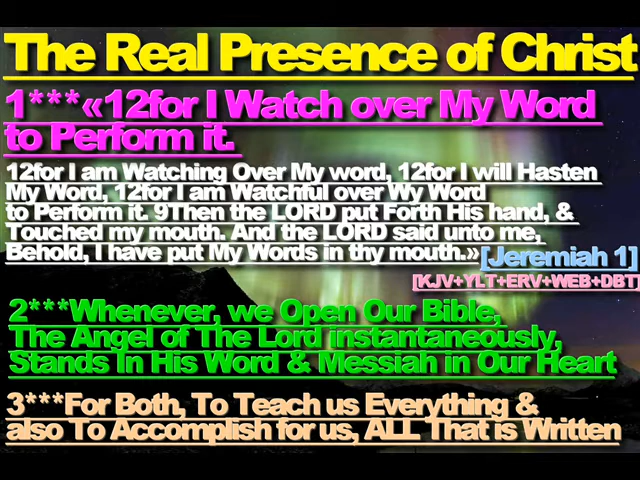 The Real Presence of Christ
1***«12for I Watch over My Word
to Perform it.
12for I am Watching Over My word, 12for I will Hasten
My Word, 12for I am Watchful over Wy Word
to Perform it. 9Then the LORD put Forth His hand, &
Touched my mouth. And the LORD said unto me,
Behold, I have put My Words in thy mouth.» [Jeremiah 1]
[KJV+YLT+ERV+WEB+DBT]
2***Whenever, we Open Our Bible,
The Angel of The Lord instantaneously,
Stands In His Word & Messiah in Our Heart
3***For Both, To Teach us Everything &
also To Accomplish for us, ALL That is Written